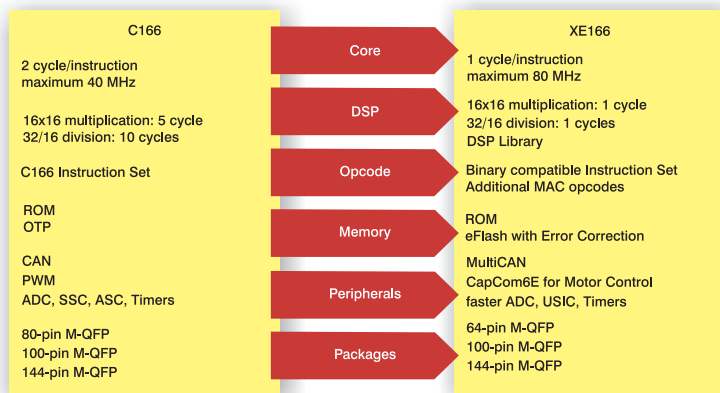 C166
2 cycle/instruction
maximum 40 MHz
16x16 multiplication: 5 cycle
32/16 division: 10 cycles
C166 Instruction Set
ROM
OTP
CAN
PWM
ADC, SSC, ASC, Timers
80-pin M-QFP
100-pin M-QFP
144-pin M-QFP
Core
DSP
Opcode
Memory
Peripherals
Packages
XE166
1 cycle/instruction
maximum 80 MHz
16x16 multiplication: 1 cycle
32/16 division: 1 cycles
DSP Library
Binary compatible Instruction Set
Additional MAC opcodes
ROM
eFlash with Error Correction
MultiCAN
CapCom6E for Motor Control
faster ADC, USIC, Timers
64-pin M-QFP
100-pin M-QFP
144-pin M-QFP